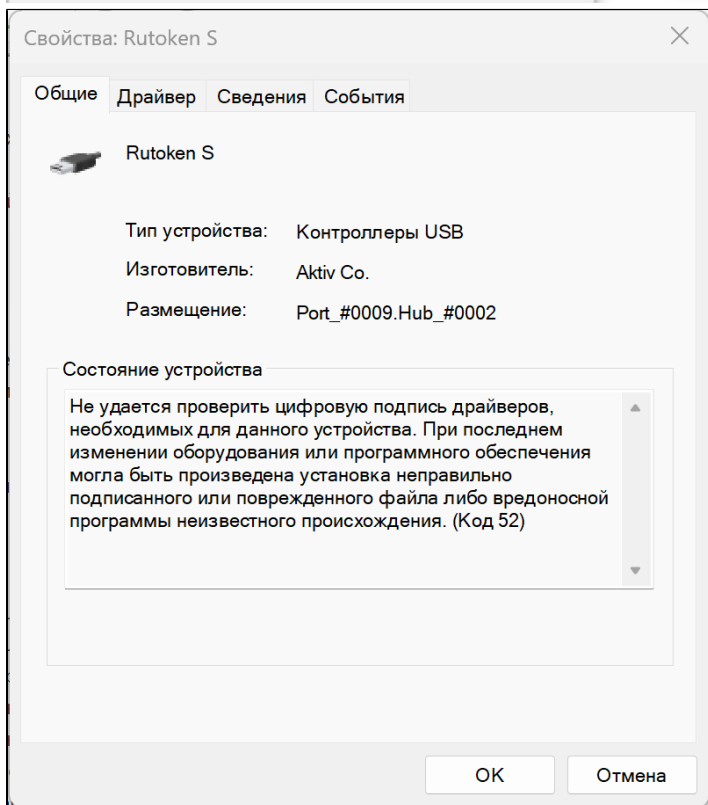 Свойства: Rutoken S
Общие Драйвер Сведения События
Rutoken S
Тип устройства: Контроллеры USB
Изготовитель: Aktiv Co.
Размещение: Port_#0009.Hub_#0002
Состояние устройства
Не удается проверить цифровую подпись драйверов,
необходимых для данного устройства. При последнем
изменении оборудования или программного обеспечения
могла быть произведена установка неправильно
подписанного или поврежденного файла либо вредоносной
программы неизвестного происхождения. (Код 52)
OK Отмена